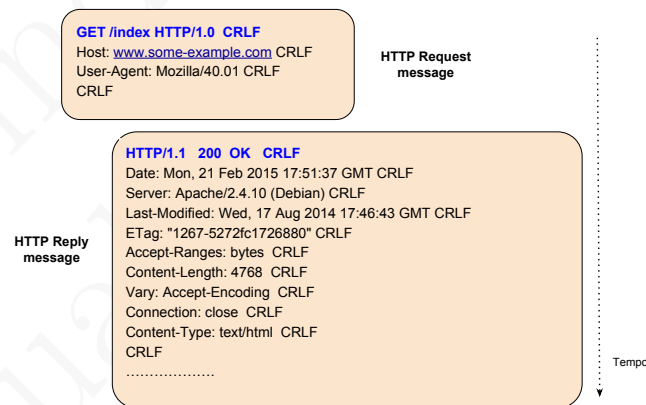 GET /index HTTP/1.0 CRLF
Host: www.some-example.com CRLF
User-Agent: Mozilla/40.01 CRLF
CRLF
HTTP Request
message
HTTP/1.1 200 OK CRLF
Date: Mon, 21 Feb 2015 17:51:37 GMT CRLF
Server: Apache/2.4.10 (Debian) CRLF
Last-Modified: Wed, 17 Aug 2014 17:46:43 GMT CRLF
ETag: "1267-5272fc1726880" CRLF
Accept-Ranges: bytes CRLF
Content-Length: 4768 CRLF
Vary: Accept-Encoding CRLF
Connection: close CRLF
Content-Type: text/html CRLF
CRLF
………………
HTTP Reply
message
Tempo